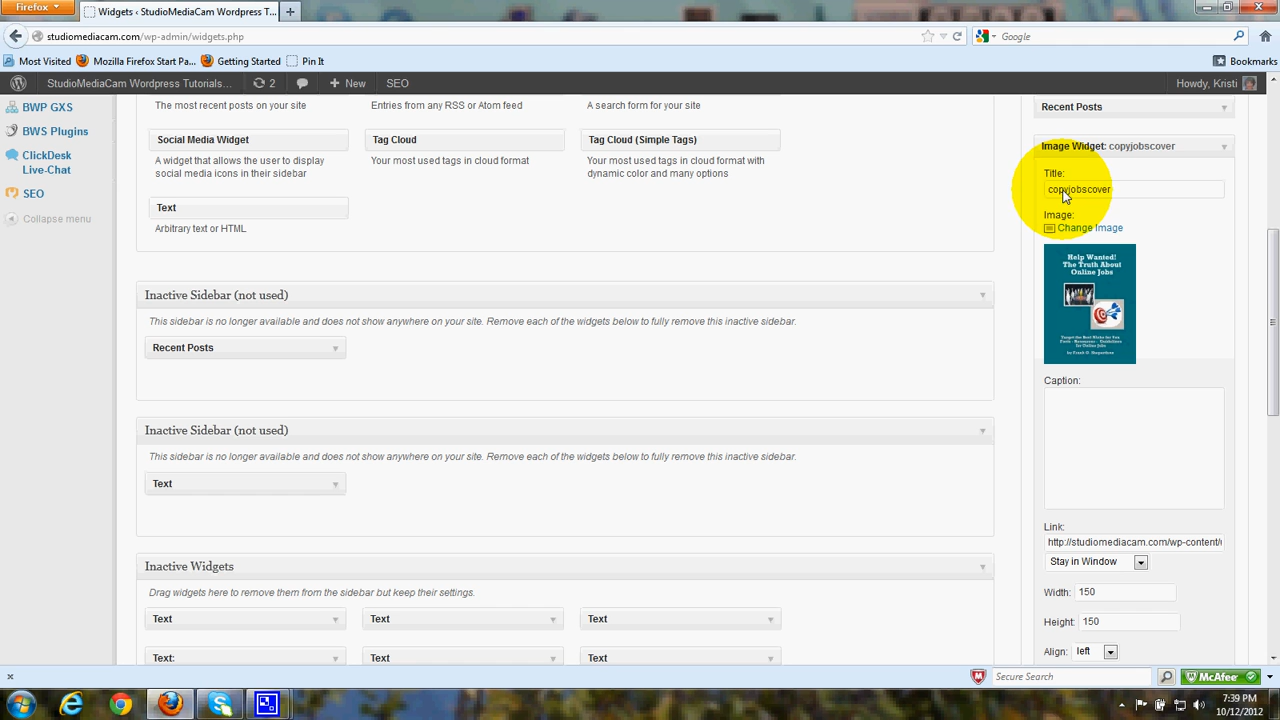 Firefox
Widgets ‹ StudioMediaCam Wordpress T...
studiomediacam.com/wp-admin/widgets.php
Google
Most Visited
Mozilla Firefox Start Pa...
Getting Started
Pin It
Bookmarks
StudioMediaCam Wordpress Tutorials...
2
New
SEO
Howdy, Kristi
BWP GXS
BWS Plugins
ClickDesk
Live-Chat
SEO
Collapse menu
The most recent posts on your site
Entries from any RSS or Atom feed
A search form for your site
Social Media Widget
Tag Cloud
Tag Cloud (Simple Tags)
A widget that allows the user to display
social media icons in their sidebar
Your most used tags in cloud format
Your most used tags in cloud format with
dynamic color and many options
Text
Arbitrary text or HTML
Inactive Sidebar (not used)
This sidebar is no longer available and does not show anywhere on your site. Remove each of the widgets below to fully remove this inactive sidebar.
Recent Posts
Inactive Sidebar (not used)
This sidebar is no longer available and does not show anywhere on your site. Remove each of the widgets below to fully remove this inactive sidebar.
Text
Inactive Widgets
Drag widgets here to remove them from the sidebar but keep their settings.
Text
Text
Text
Text:
Text
Text
Recent Posts
Image Widget: copyjobscover
Title:
copyjobscover
Image:
Change Image
Help Wanted!
The Truth About
Online Jobs
Caption:
Link:
http://studiomediacam.com/wp-content/
Stay in Window
Width: 150
Height: 150
Align: left
Secure Search
McAfee
7:39 PM
10/12/2012